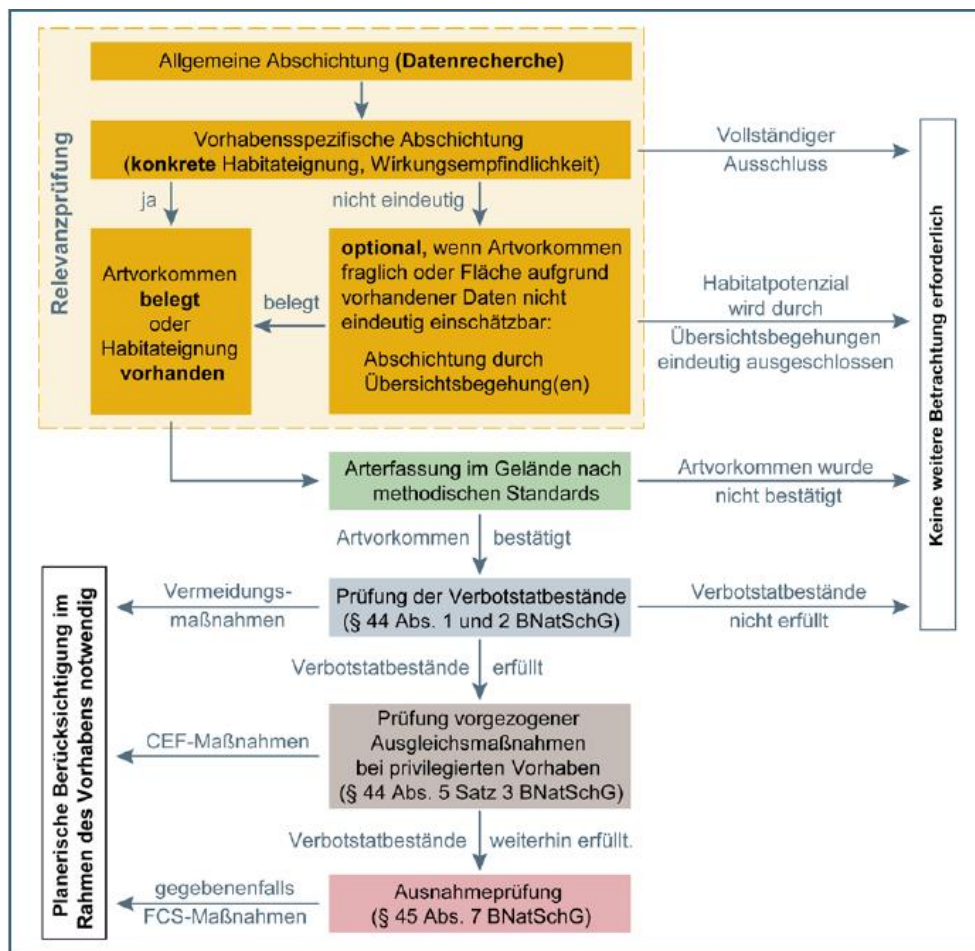 Relevanzprüfung
Allgemeine Abschichtung (Datenrecherche)
Vorhabensspezifische Abschichtung
(konkrete Habitateignung, Wirkungsempfindlichkeit)
Vollständiger
Ausschluss
ja
nicht eindeutig
Artvorkommen
belegt
oder
Habitateignung
vorhanden
belegt
optional, wenn Artvorkommen
fraglich oder Fläche aufgrund
vorhandener Daten nicht
eindeutig einschätzbar:
Abschichtung durch
Übersichtsbegehung(en)
Habitatpotenzial
wird durch
Übersichtsbegehungen
eindeutig ausgeschlossen
Keine weitere Betrachtung erforderlich
Arterfassung im Gelände nach
methodischen Standards
Artvorkommen wurde
nicht bestätigt
Artvorkommen bestätigt
Planerische Berücksichtigung im
Rahmen des Vorhabens notwendig
Vermeidungs-
maßnahmen
Prüfung der Verbotstatbestände
(§ 44 Abs. 1 und 2 BNatSchG)
Verbotstatbestände
nicht erfüllt
Verbotstatbestände erfüllt
CEF-Maßnahmen
Prüfung vorgezogener
Ausgleichsmaßnahmen
bei privilegierten Vorhaben
(§ 44 Abs. 5 Satz 3 BNatSchG)
Verbotstatbestände weiterhin erfüllt.
gegebenenfalls
FCS-Maßnahmen
Ausnahmeprüfung
(§ 45 Abs. 7 BNatSchG)